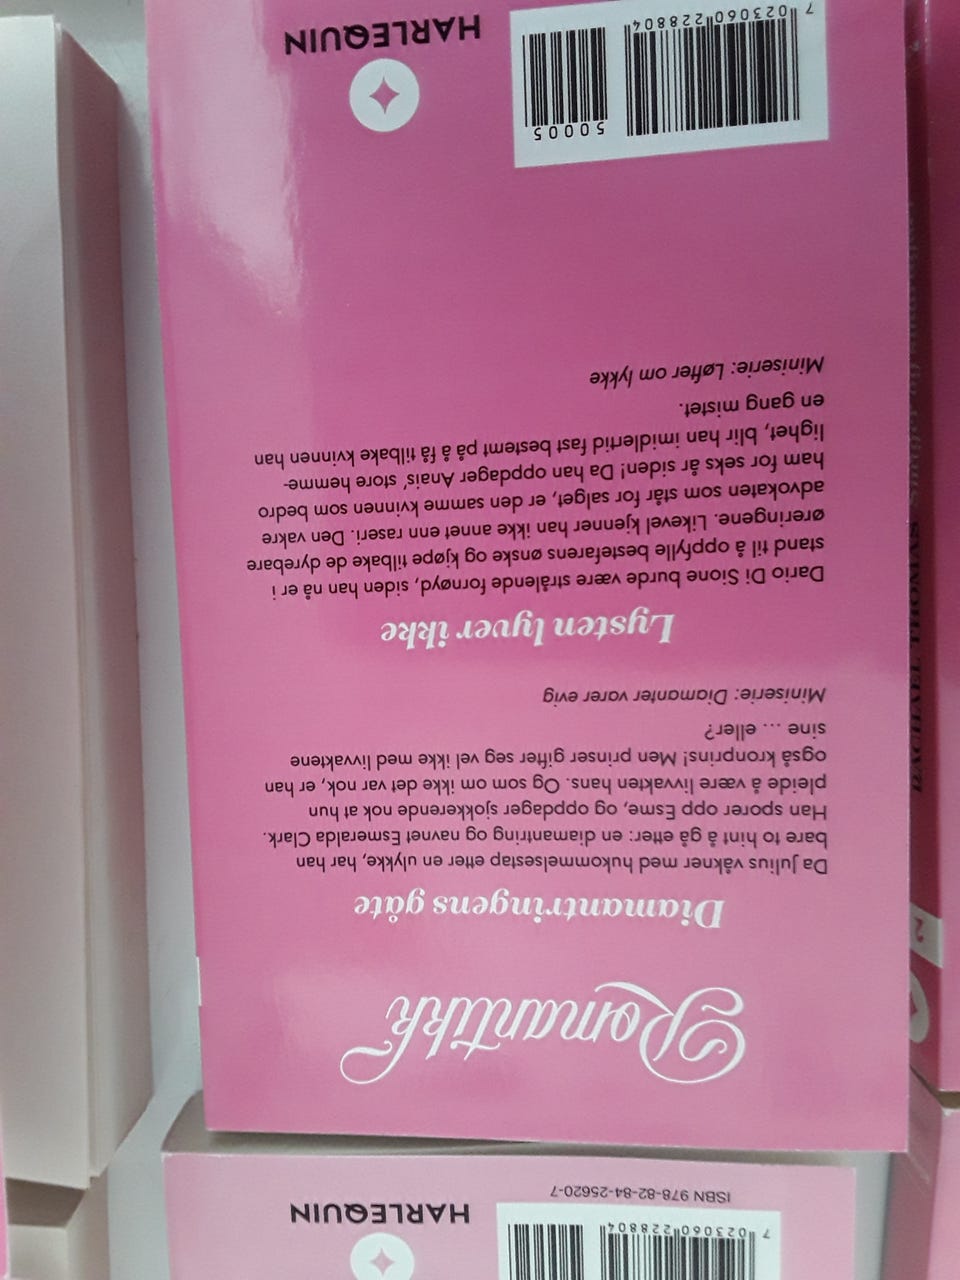 Romantikk
Diamantringens gåte
Da Julius våkner med hukommelsestap etter en ulykke, har han
bare to hint å gå etter: en diamantring og navnet Esmeralda Clark.
Han sporer opp Esme, og oppdager sjokkerende nok at hun
pleide å være livvakten hans. Og som om ikke det var nok, er han
også kronprins! Men prinser gifter seg vel ikke med livvaktene
sine ... eller?
Miniserie: Diamanter varer evig
Lysten lyver ikke
Dario Di Sione burde være strålende fornøyd, siden han nå er i
stand til å oppfylle bestefarens ønske og kjøpe tilbake de dyrebare
øreringene. Likevel kjenner han ikke annet enn raseri. Den vakre
advokaten som står for salget, er den samme kvinnen som bedro
ham for seks år siden! Da han oppdager Anais´ store hemme-
lighet, blir han imidlertid fast bestemt på å få tilbake kvinnen han
en gang mistet.
Miniserie: Løfter om lykke
50005
7 023060 228804
HARLEQUIN
ISBN 978-82-84-25620-7
7 023060 228804
HARLEQUIN
RACHAEL THOMAS
2